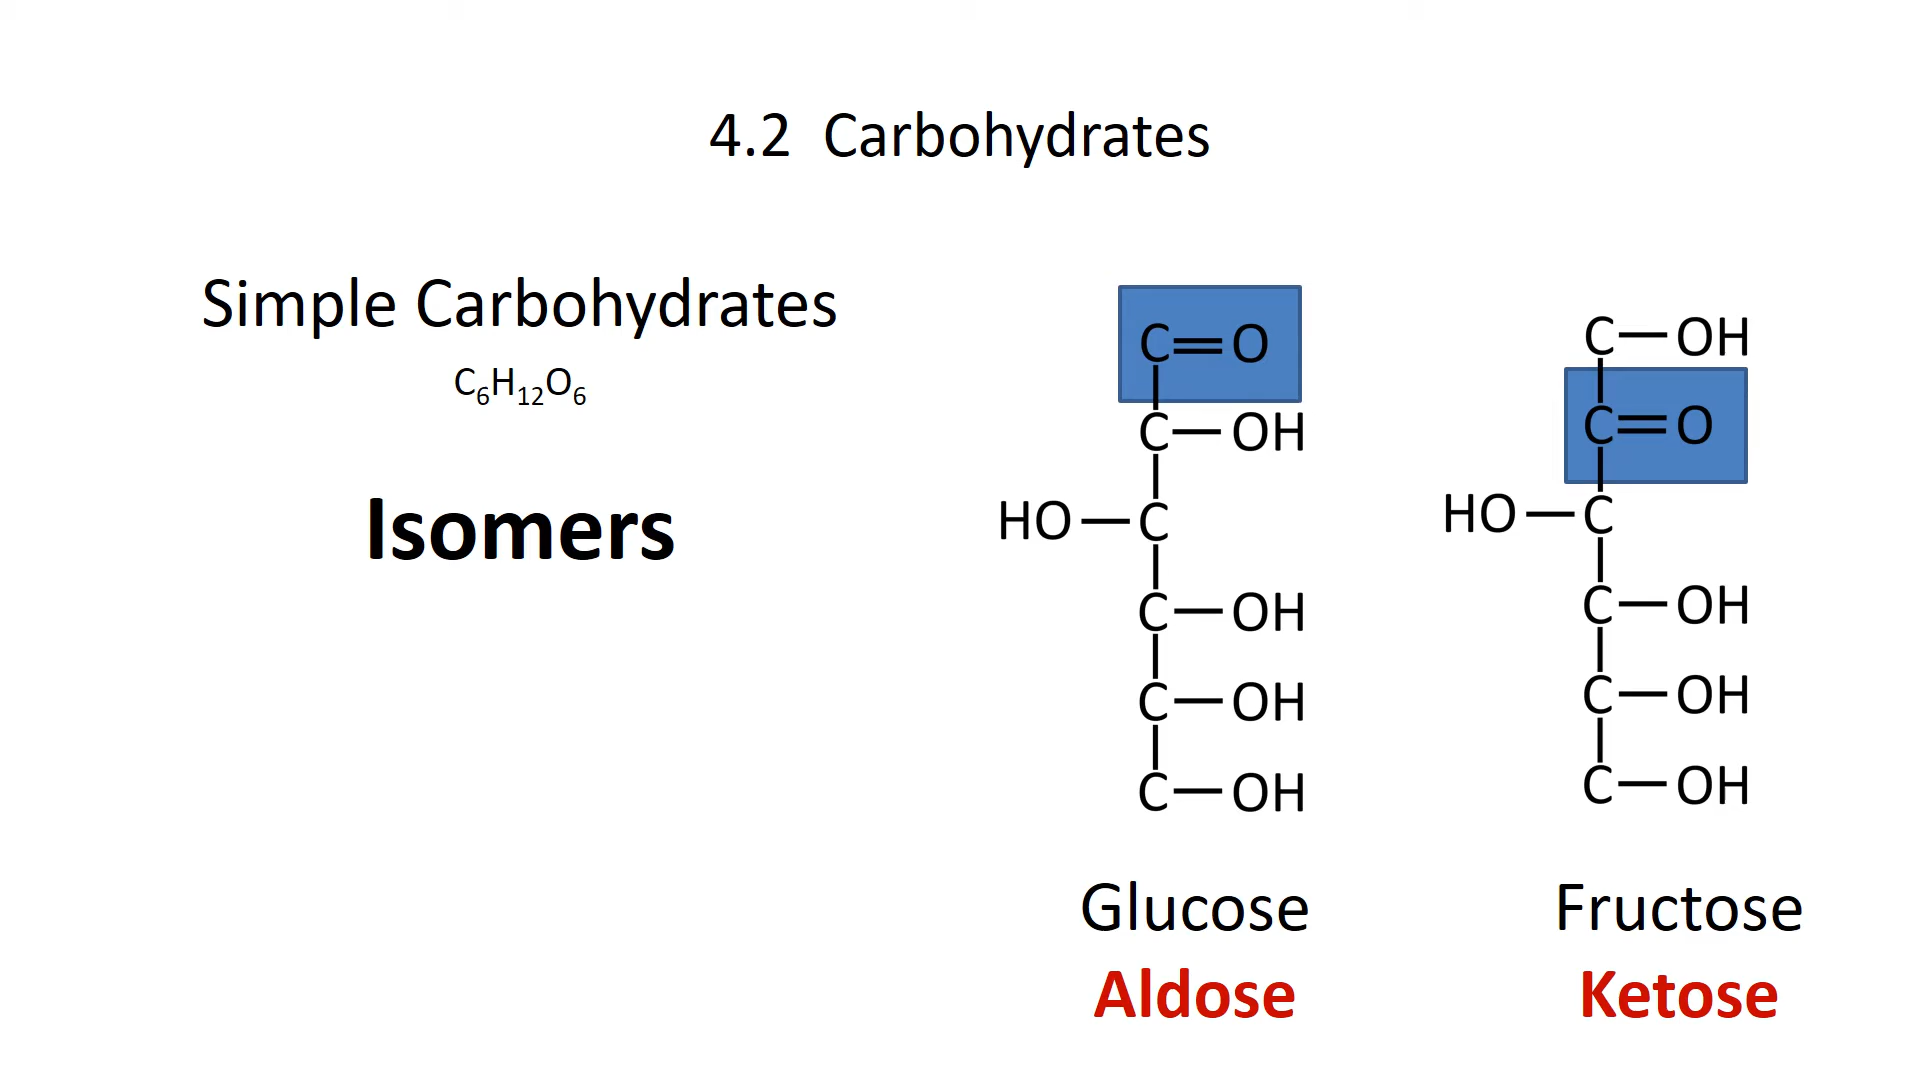 4.2 Carbohydrates
Simple Carbohydrates
C₆H₁₂O₆
Isomers
C=O
C—OH
HO—C
C—OH
C—OH
C—OH
Glucose
Aldose
C—OH
C=O
HO—C
C—OH
C—OH
C—OH
Fructose
Ketose